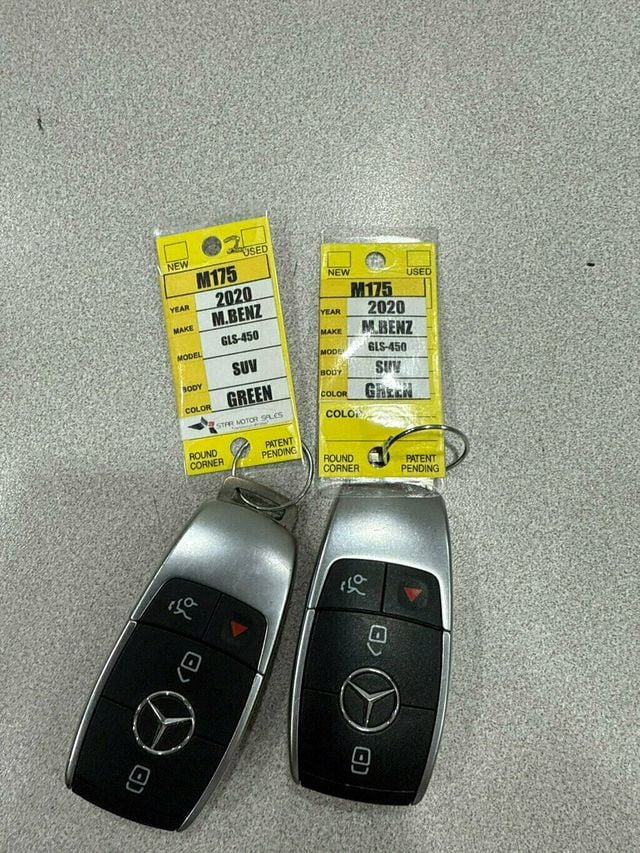 2
NEW USED
M175
YEAR 2020
MAKE M.BENZ
MODEL GLS-450
BODY SUV
COLOR GREEN
STAR MOTOR SALES
ROUND CORNER PATENT PENDING
NEW USED
M175
YEAR 2020
MAKE M.BENZ
MODEL GLS-450
BODY SUV
COLOR GREEN
COLOR
ROUND CORNER PATENT PENDING